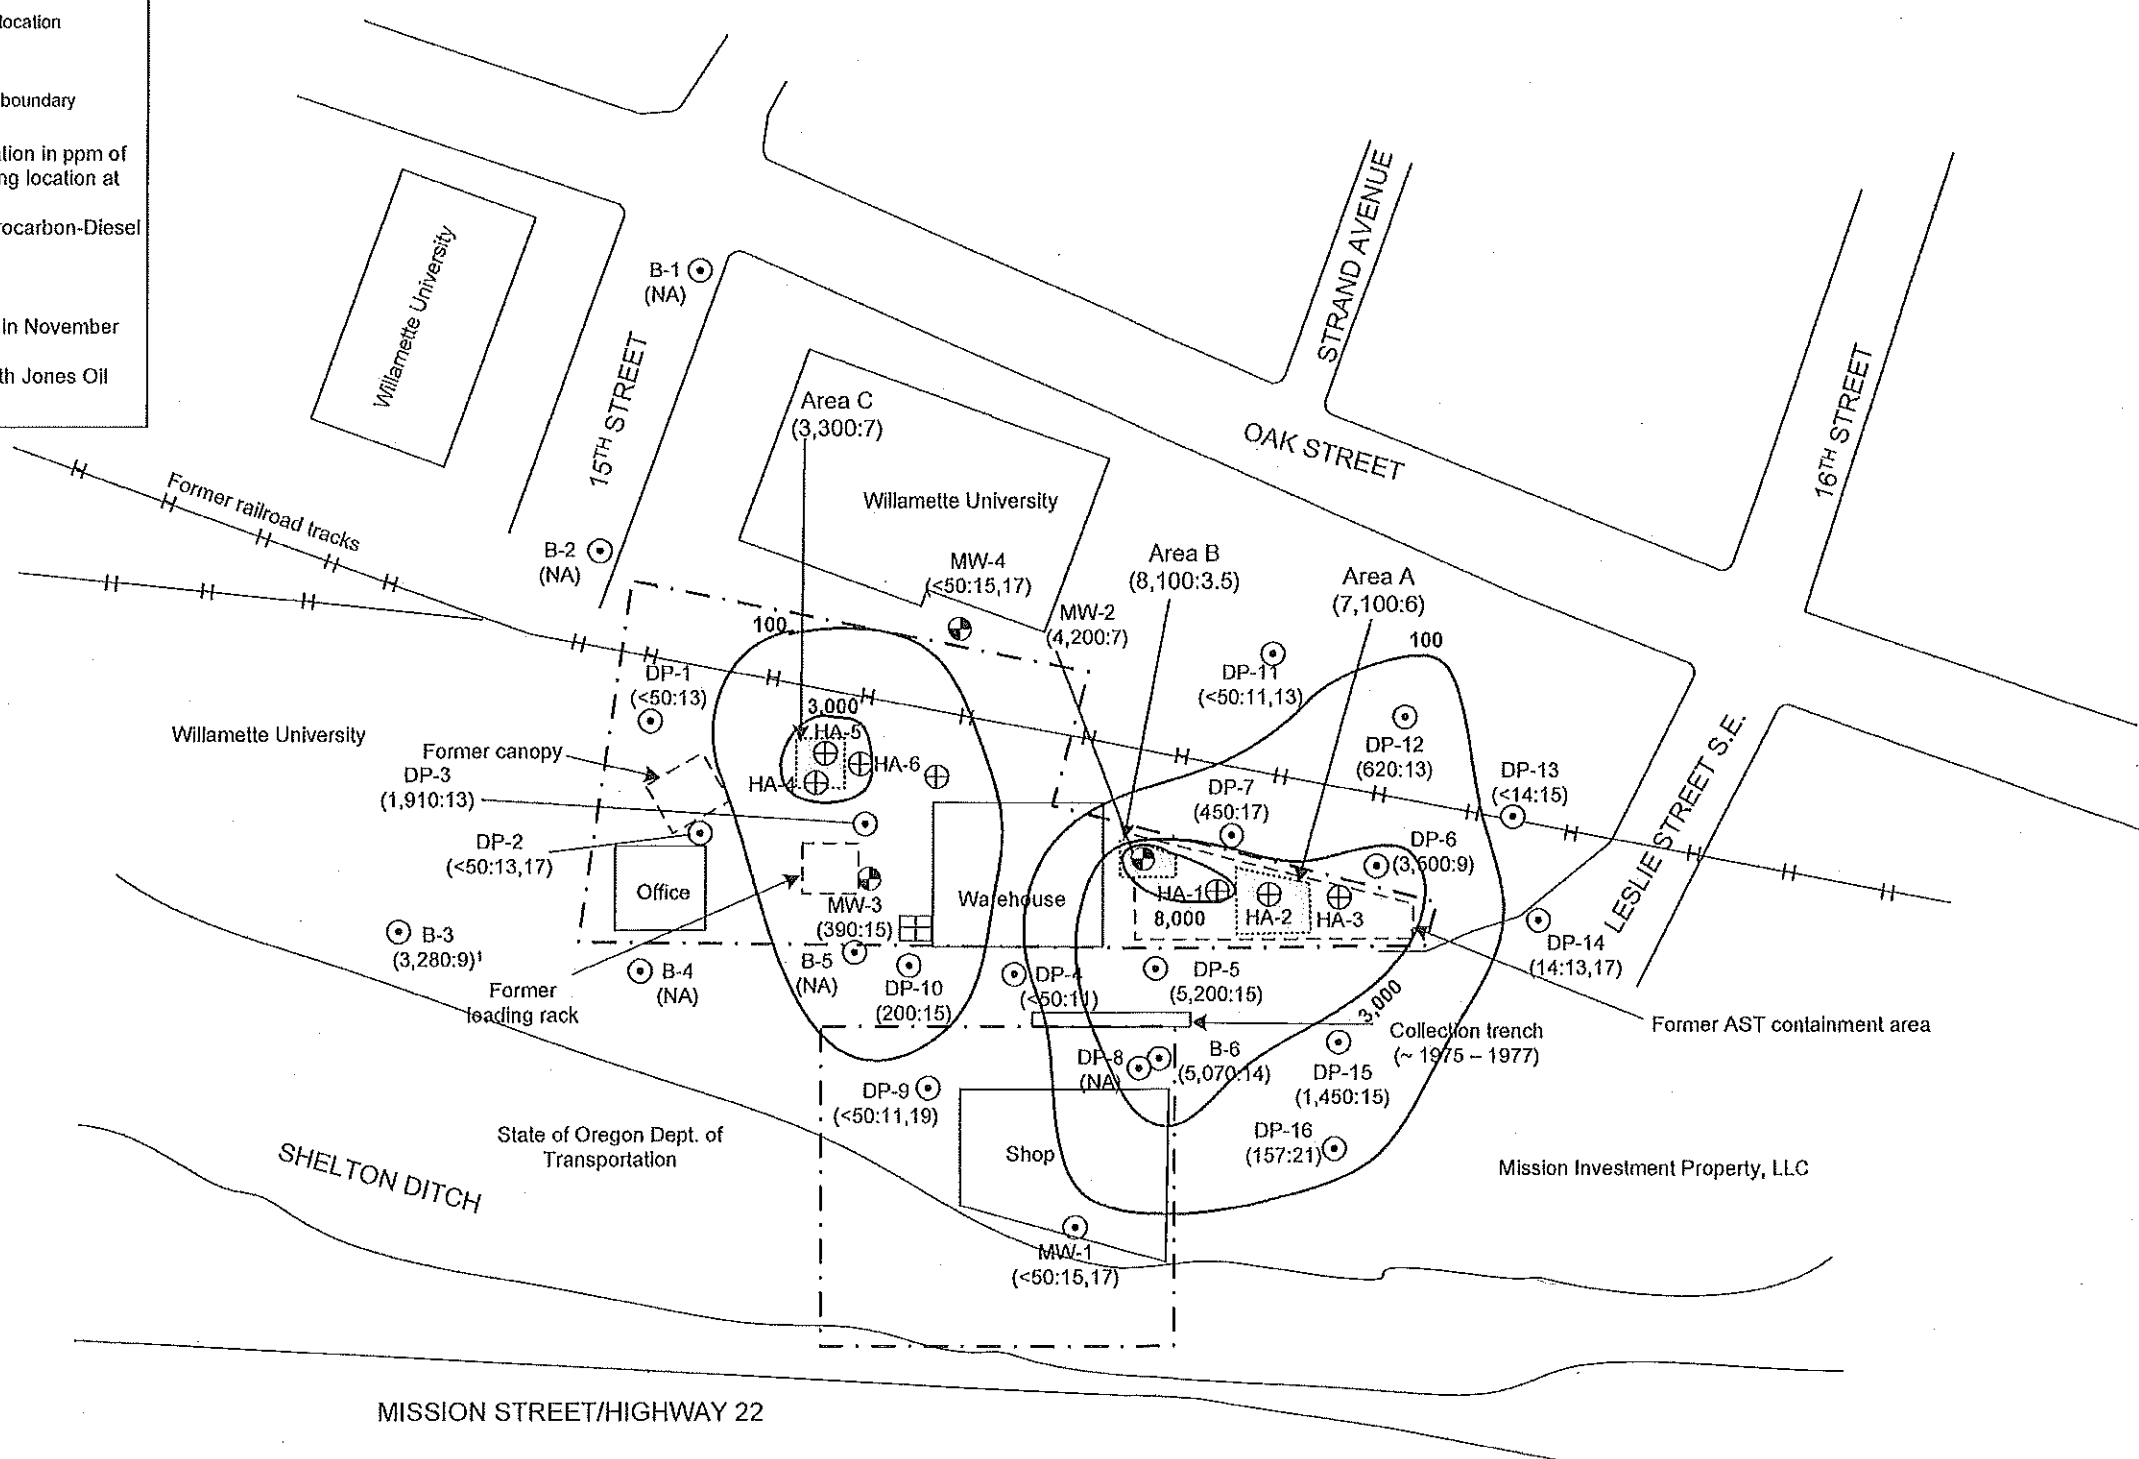 location
boundary
in ppm of
location at
in November
Jones Oil
Willamette University
B-1
(NA)
15TH STREET
STRAND AVENUE
16TH STREET
OAK STREET
Area C
(3,300:7)
Willamette University
Former railroad tracks
B-2
(NA)
MW-4
(<50:15,17)
Area B
(8,100:3.5)
Area A
(7,100:6)
MW-2
(4,200:7)
100
100
DP-11
(<50:11,13)
DP-1
(<50:13)
3,000
HA-5
HA-4
HA-6
DP-12
(620:13)
DP-13
(<14:15)
LESLIE STREET S.E.
Willamette University
Former canopy
DP-3
(1,910:13)
DP-7
(450:17)
DP-2
(<50:13,17)
DP-6
(3,500:9)
Office
Warehouse
HA-1
8,000
HA-2
HA-3
MW-3
(390:15)
B-3
(3,280:9)¹
B-4
(NA)
B-5
(NA)
DP-10
(200:15)
DP-4
(<50:11)
DP-5
(5,200:15)
DP-14
(14:13,17)
Former
loading rack
3,000
Former AST containment area
Collection trench
(~ 1975 – 1977)
DP-8
(NA)
B-6
(5,070:14)
DP-15
(1,450:15)
DP-9
(<50:11,19)
DP-16
(157:21)
State of Oregon Dept. of
Transportation
Shop
Mission Investment Property, LLC
SHELTON DITCH
MW-1
(<50:15,17)
MISSION STREET/HIGHWAY 22